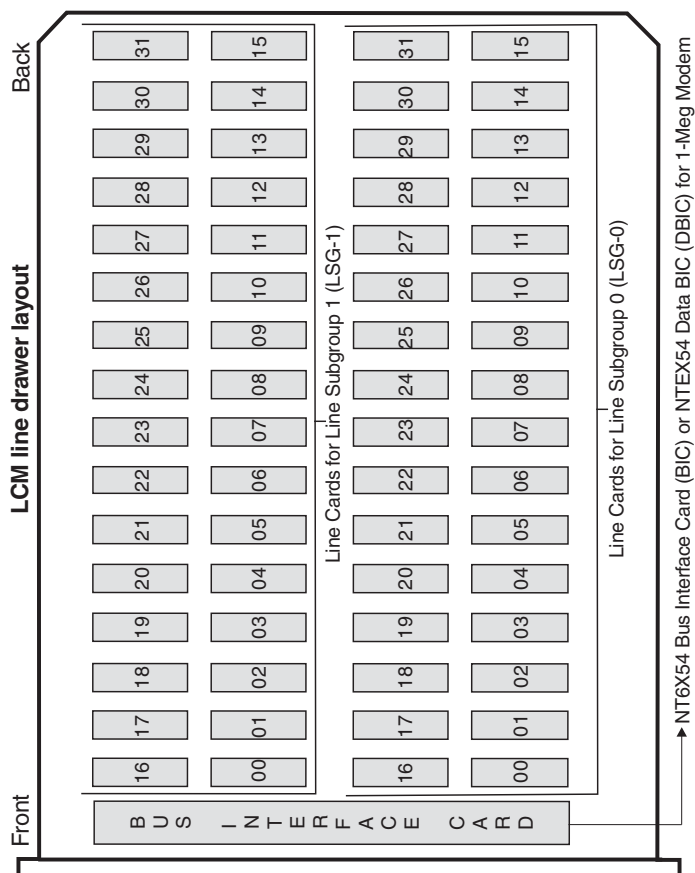 LCM line drawer layout
Front
Back
16 17 18 19 20 21 22 23 24 25 26 27 28 29 30 31
00 01 02 03 04 05 06 07 08 09 10 11 12 13 14 15
Line Cards for Line Subgroup 1 (LSG-1)
16 17 18 19 20 21 22 23 24 25 26 27 28 29 30 31
00 01 02 03 04 05 06 07 08 09 10 11 12 13 14 15
Line Cards for Line Subgroup 0 (LSG-0)
BUS INTERFACE CARD
NT6X54 Bus Interface Card (BIC) or NTEX54 Data BIC (DBIC) for 1-Meg Modem